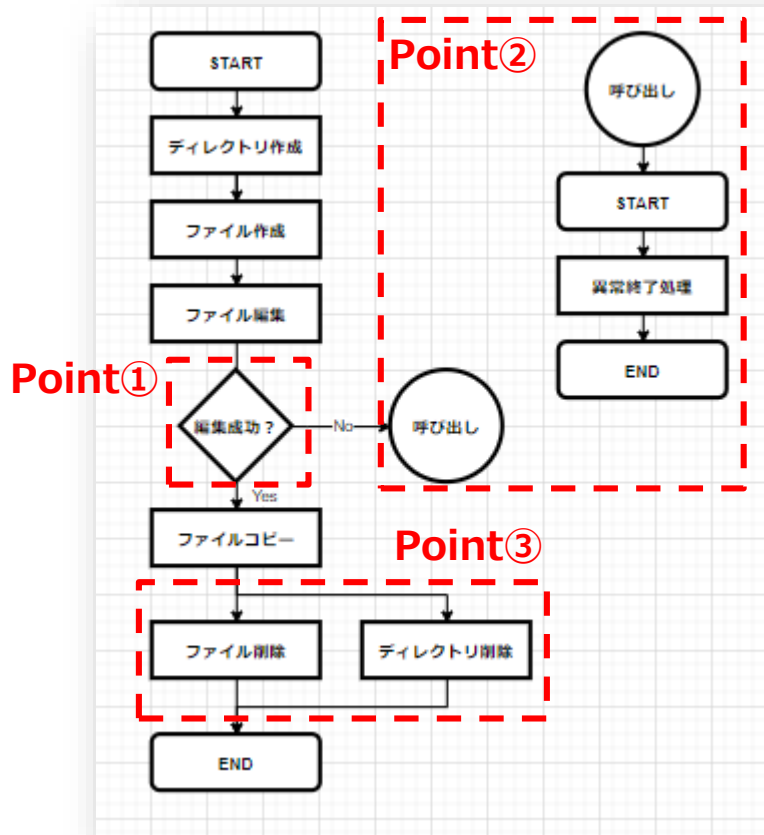 Point②
START
呼び出し
ディレクトリ作成
START
ファイル作成
異常終了処理
ファイル編集
END
Point①
編集成功？
No
呼び出し
Yes
ファイルコピー
Point③
ファイル削除
ディレクトリ削除
END